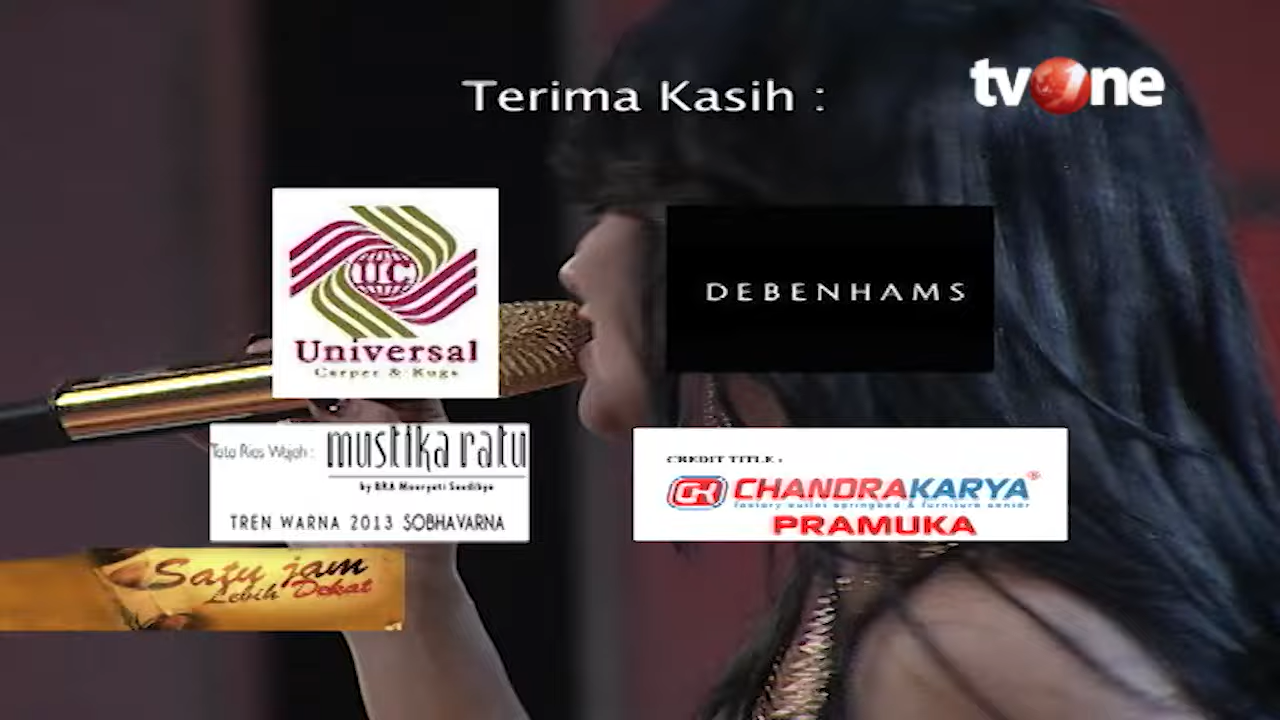 Terima Kasih :
tvOne
UC
Universal
Carpet & Rugs
DEBENHAMS
Tata Rias Wajah :
mustika ratu
by BRA Mooryati Soedibyo
TREN WARNA 2013 SOBHAVARNA
CREDIT TITLE :
CK CHANDRAKARYA®
factory outlet springbed & furniture center
PRAMUKA
Satu jam
Lebih Dekat